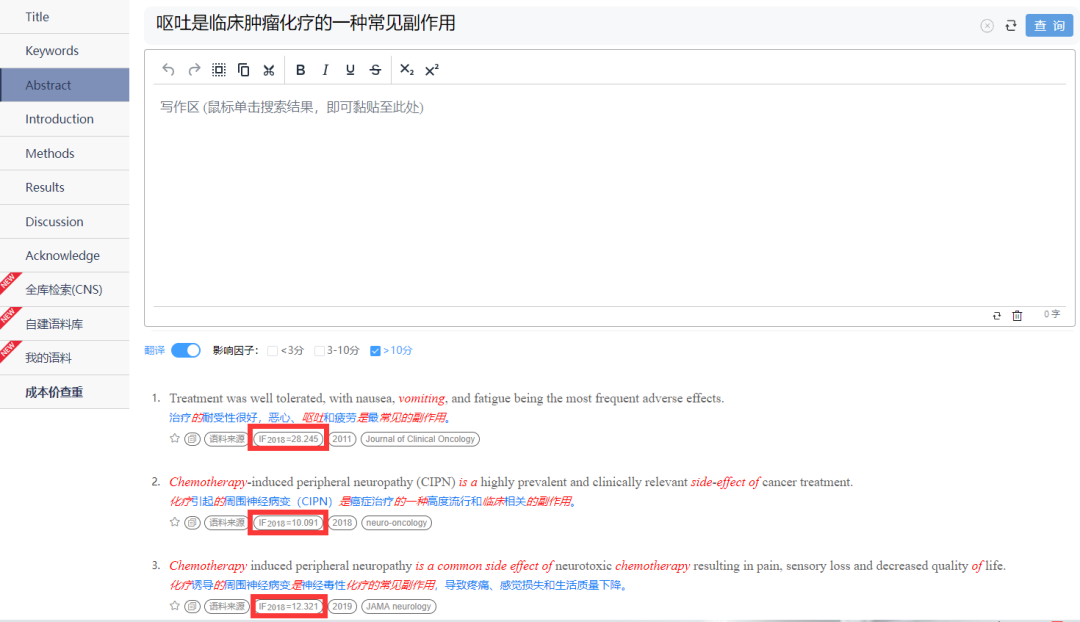 Title
Keywords
Abstract
Introduction
Methods
Results
Discussion
Acknowledge
NEW
全库检索(CNS)
NEW
自建语料库
NEW
我的语料
成本价查重
呕吐是临床肿瘤化疗的一种常见副作用
查 询
B I U S X₂ X²
写作区 (鼠标单击搜索结果，即可黏贴至此处)
0 字
翻译 影响因子： <3分 3-10分 >10分
1. Treatment was well tolerated, with nausea, vomiting, and fatigue being the most frequent adverse effects.
治疗的耐受性很好，恶心、呕吐和疲劳是最常见的副作用。
语料来源 IF2018=28.245 2011 Journal of Clinical Oncology
2. Chemotherapy-induced peripheral neuropathy (CIPN) is a highly prevalent and clinically relevant side-effect of cancer treatment.
化疗引起的周围神经病变（CIPN）是癌症治疗的一种高度流行和临床相关的副作用。
语料来源 IF2018=10.091 2018 neuro-oncology
3. Chemotherapy induced peripheral neuropathy is a common side effect of neurotoxic chemotherapy resulting in pain, sensory loss and decreased quality of life.
化疗诱导的周围神经病变是神经毒性化疗的常见副作用，导致疼痛、感觉损失和生活质量下降。
语料来源 IF2018=12.321 2019 JAMA neurology